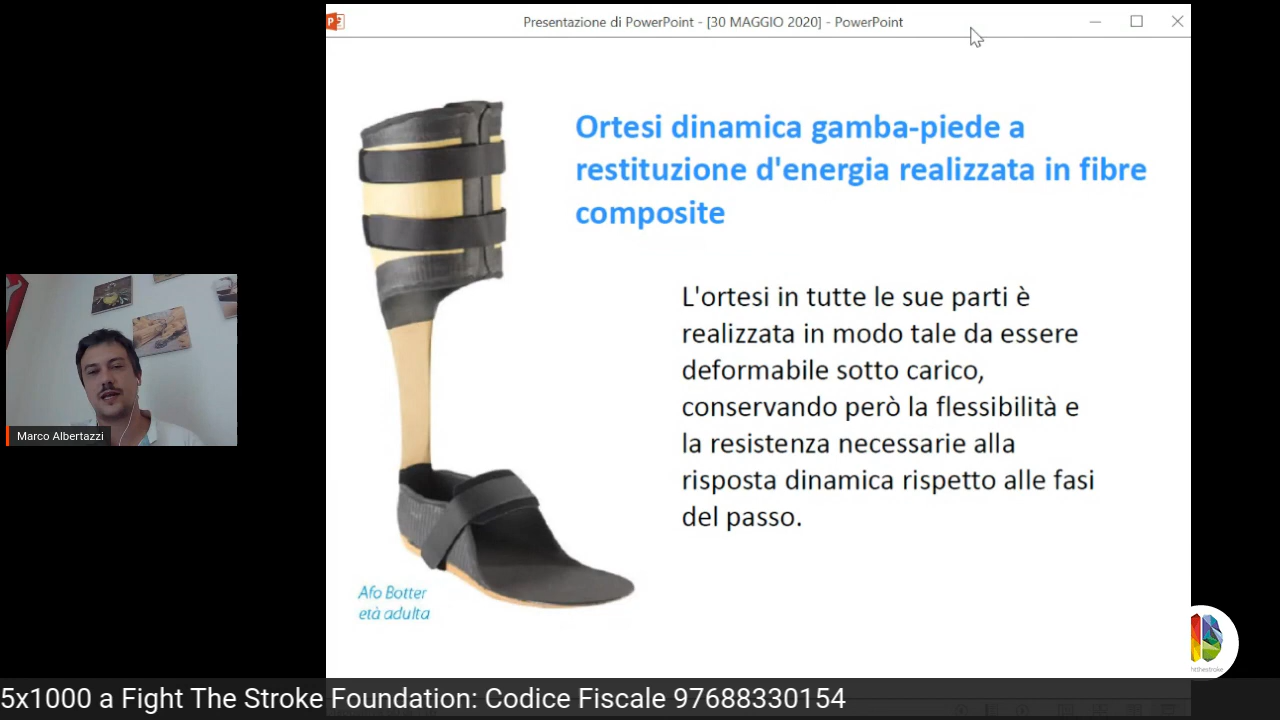 Presentazione di PowerPoint - [30 MAGGIO 2020] - PowerPoint
Ortesi dinamica gamba-piede a
restituzione d'energia realizzata in fibre
composite
L'ortesi in tutte le sue parti è
realizzata in modo tale da essere
deformabile sotto carico,
conservando però la flessibilità e
la resistenza necessarie alla
risposta dinamica rispetto alle fasi
del passo.
Marco Albertazzi
Afo Botter
età adulta
5x1000 a Fight The Stroke Foundation: Codice Fiscale 97688330154